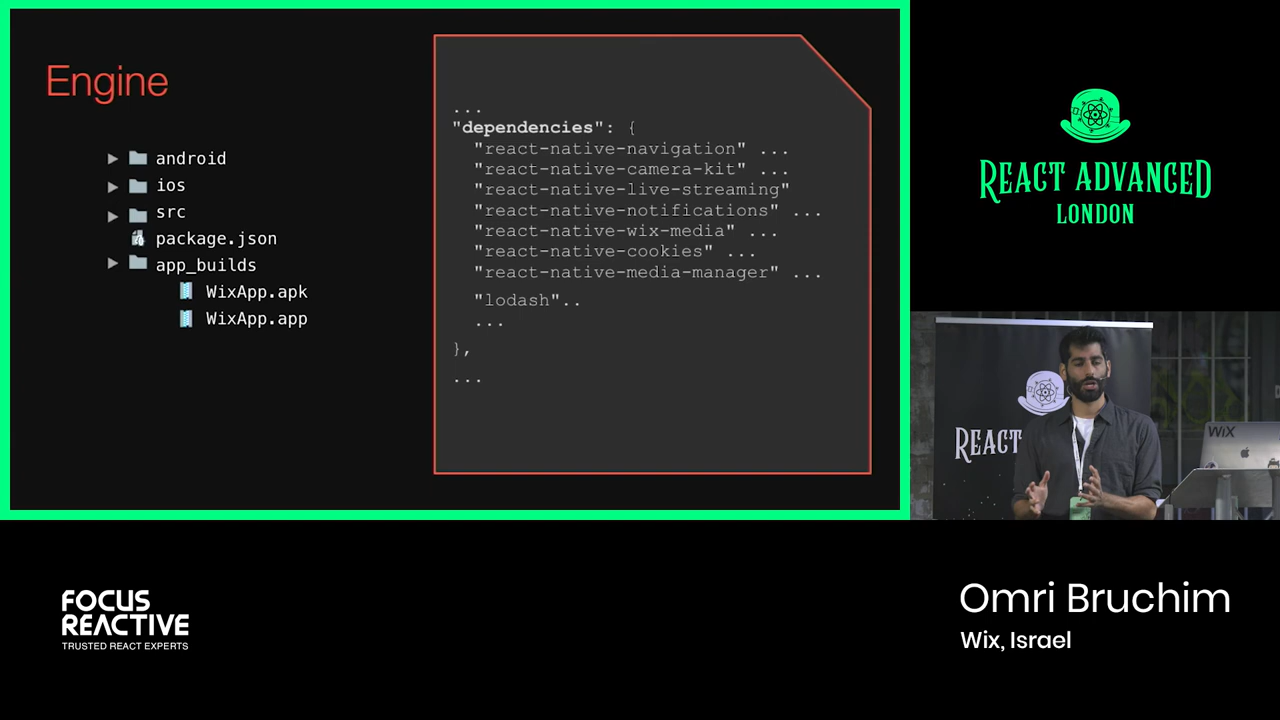 Engine
android
ios
src
package.json
app_builds
WixApp.apk
WixApp.app
...
"dependencies": {
"react-native-navigation" ...
"react-native-camera-kit" ...
"react-native-live-streaming"
"react-native-notifications" ...
"react-native-wix-media" ...
"react-native-cookies" ...
"react-native-media-manager" ...
"lodash"..
...
},
...
REACT ADVANCED
LONDON
REACT
WiX
FOCUS
REACTIVE
TRUSTED REACT EXPERTS
Omri Bruchim
Wix, Israel